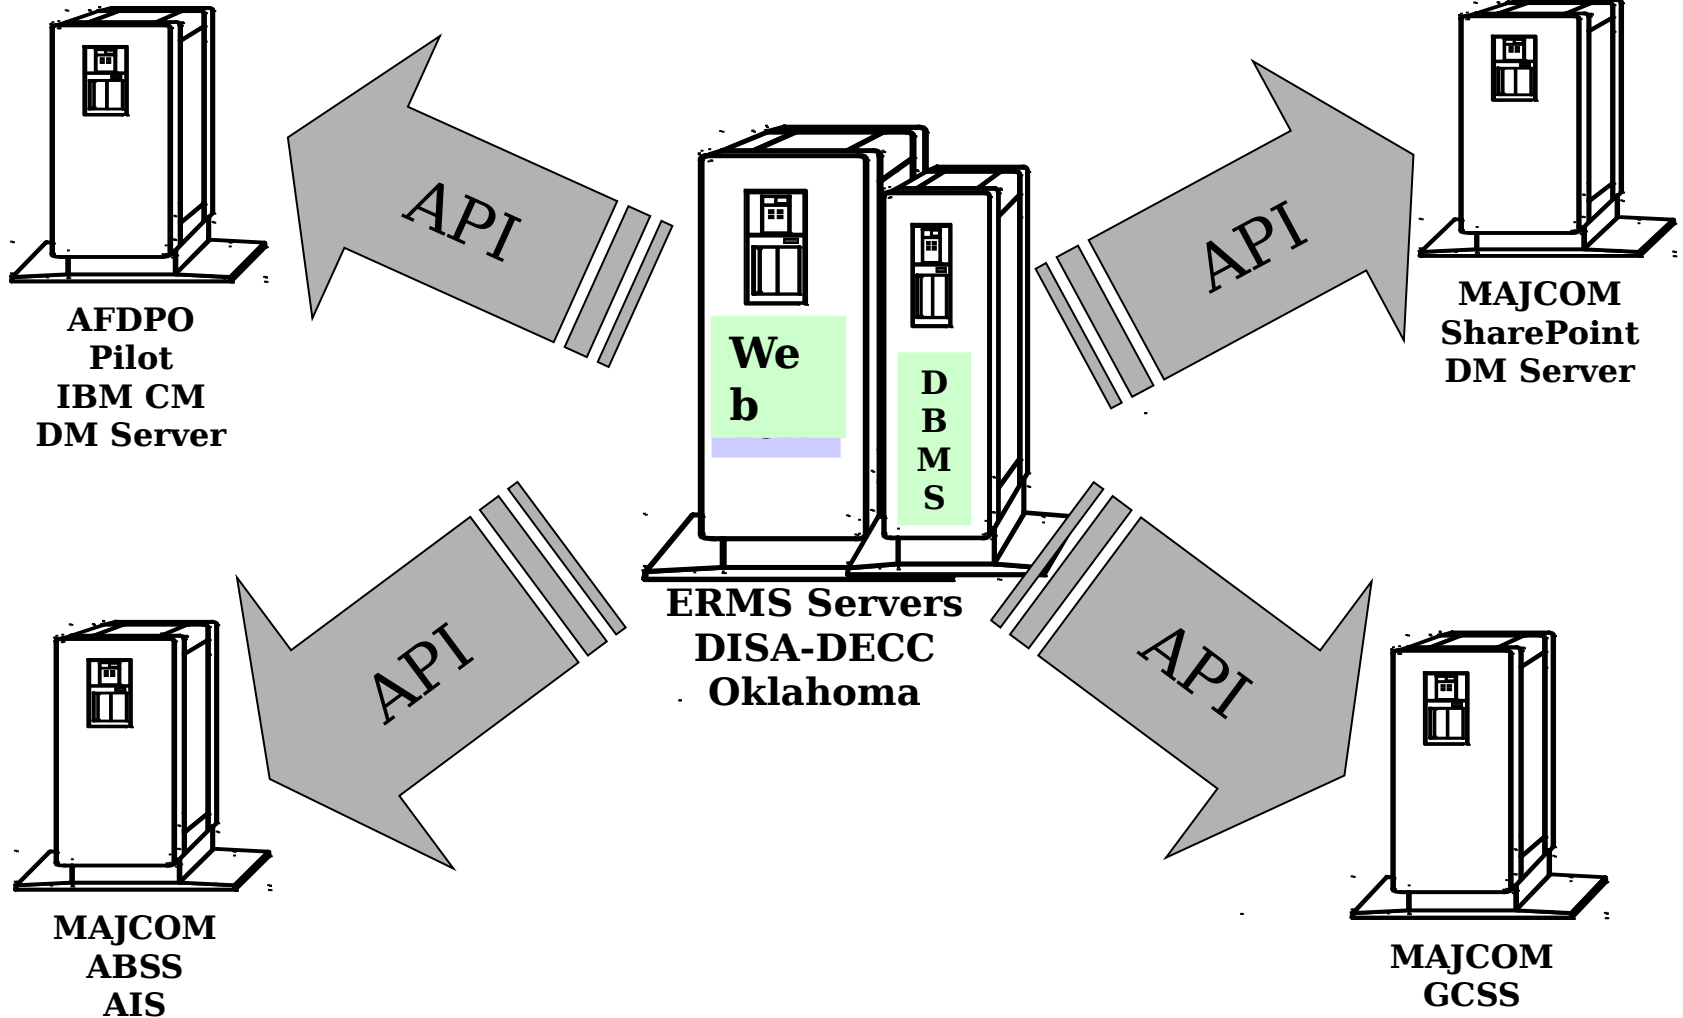 AFDPO
Pilot
IBM CM
DM Server
API
API
MAJCOM
SharePoint
DM Server
We
b
D
B
M
S
ERMS Servers
DISA-DECC
Oklahoma
API
API
MAJCOM
ABSS
AIS
MAJCOM
GCSS